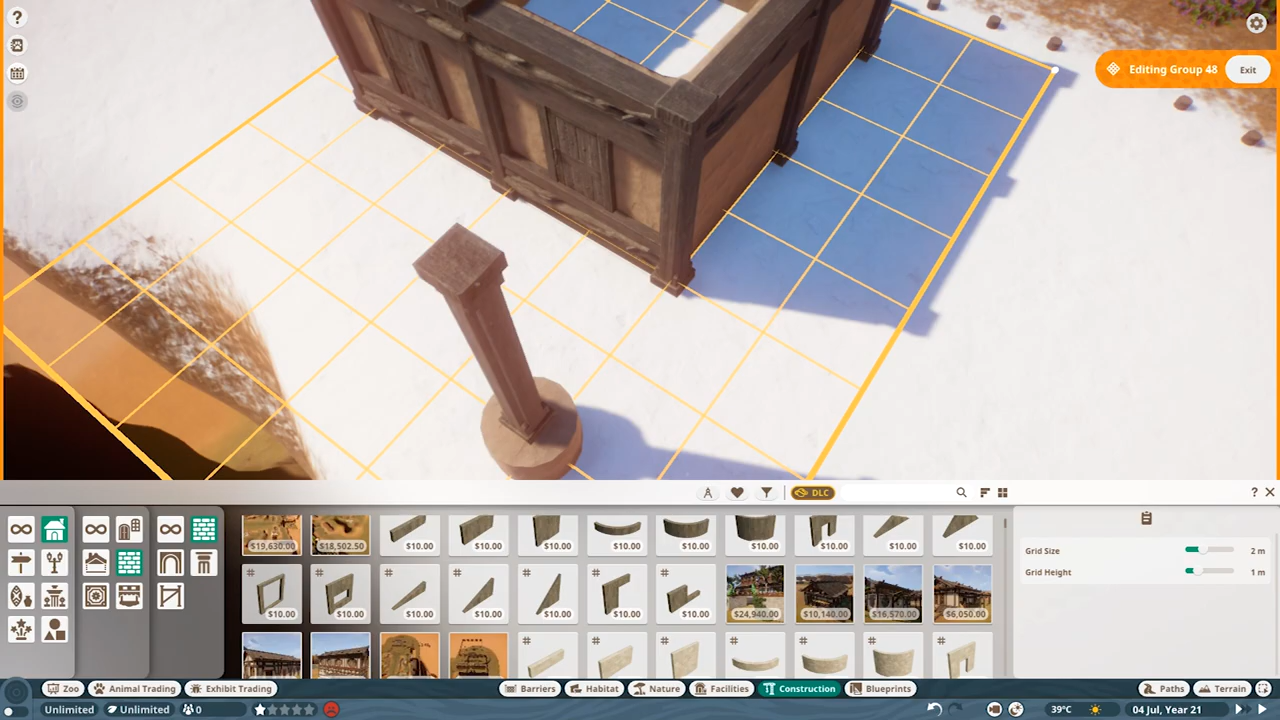 ?
Editing Group 48
Exit
DLC
? ×
$19,630.00 $18,502.50 $10.00 $10.00 $10.00 $10.00 $10.00 $10.00 $10.00 $10.00 $10.00
Grid Size 2 m
Grid Height 1 m
$10.00 $10.00 $10.00 $10.00 $10.00 $10.00 $10.00 $24,940.00 $10,140.00 $16,570.00 $6,050.00
Zoo Animal Trading Exhibit Trading Barriers Habitat Nature Facilities Construction Blueprints Paths Terrain
Unlimited Unlimited 0 39°C 04 Jul, Year 21